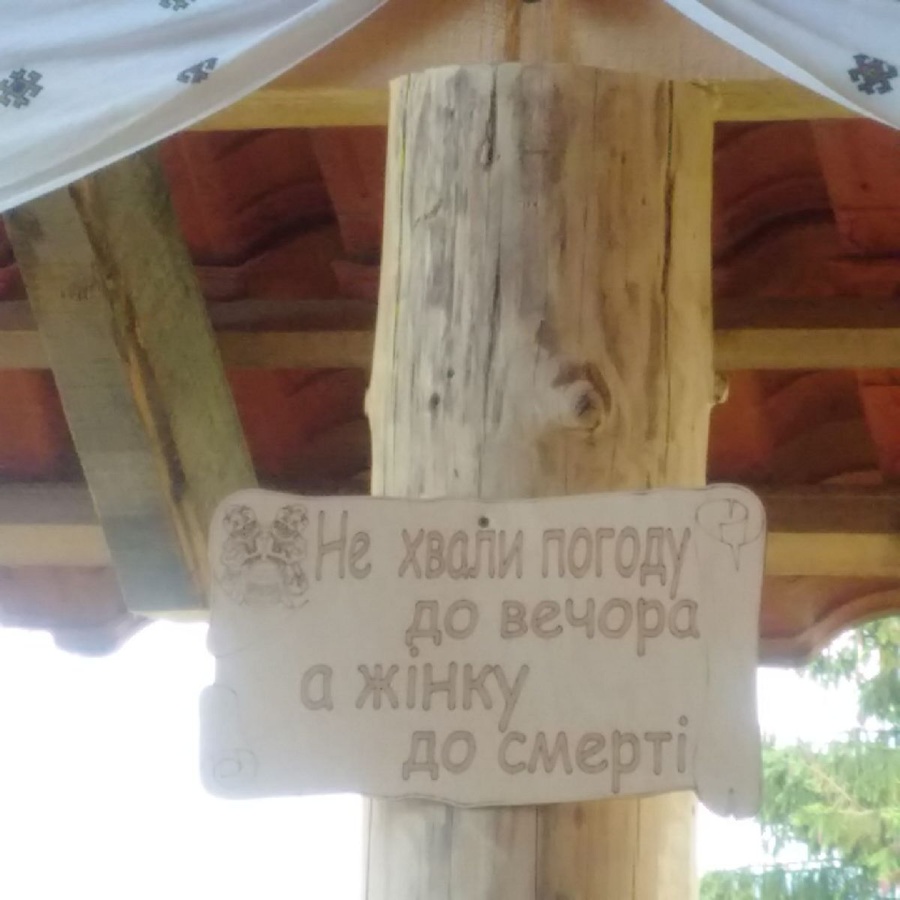 Не хвали погоду
до вечора
а жінку
до смерті